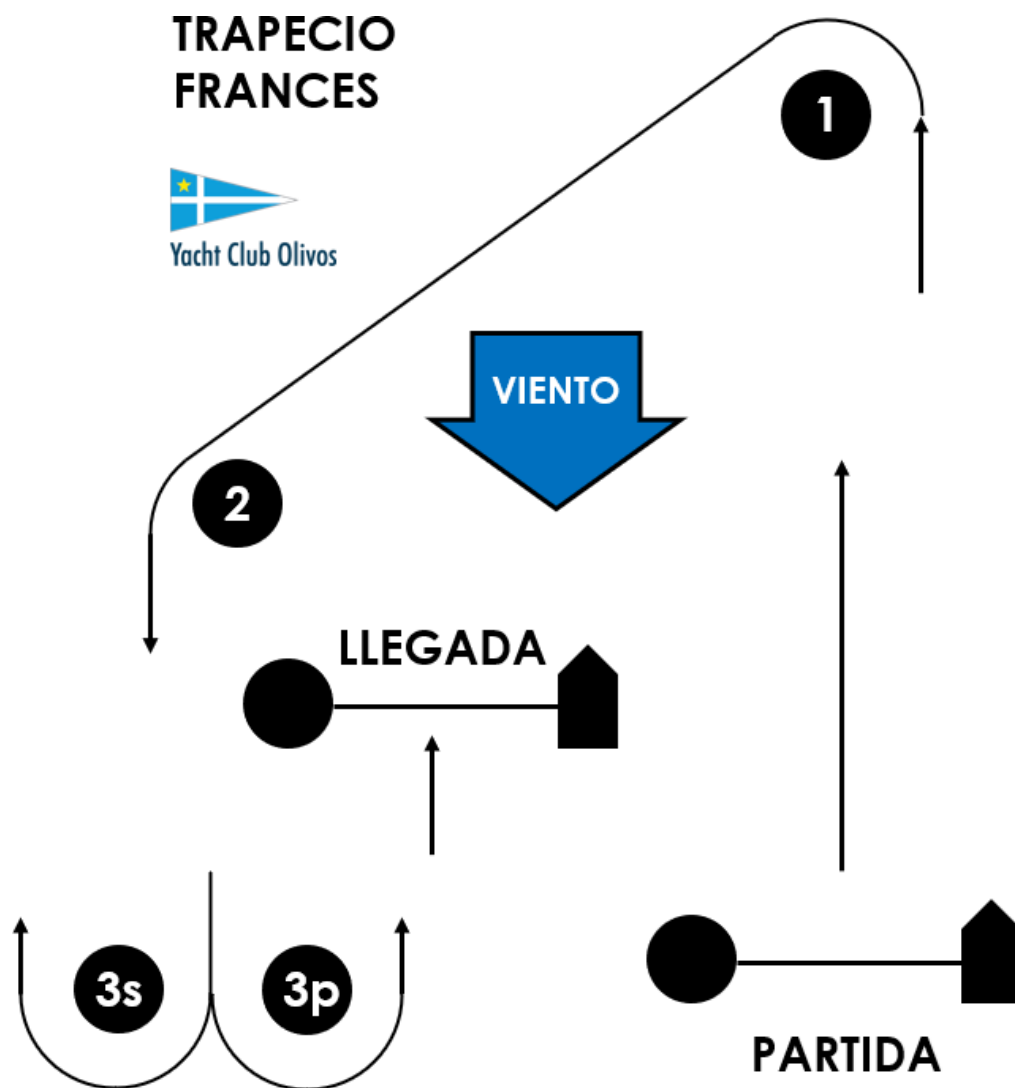 TRAPECIO
FRANCES
1
Yacht Club Olivos
VIENTO
2
LLEGADA
3s
3p
PARTIDA